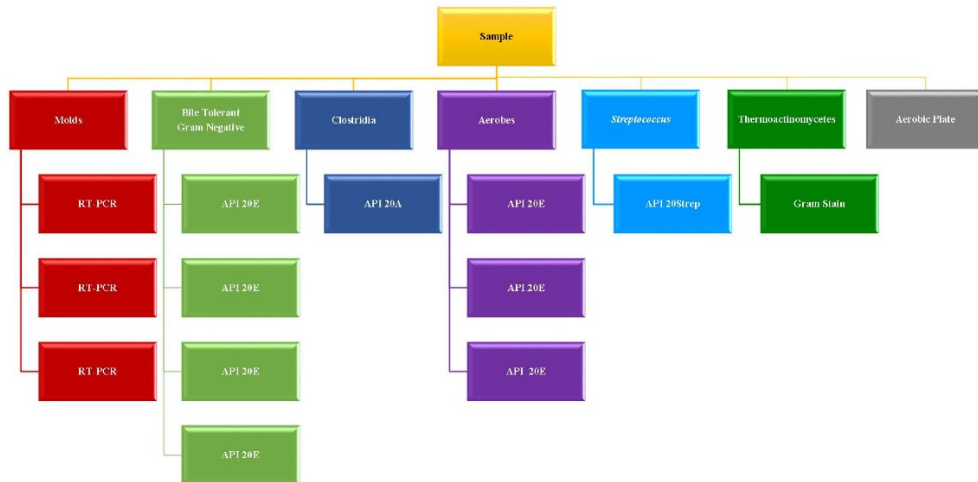 Sample
Molds
Bile Tolerant
Gram Negative
Clostridia
Aerobes
Streptococcus
Thermoactinomycetes
Aerobic Plate
RT-PCR
API 20E
API 20A
API 20E
API 20Strep
Gram Stain
RT-PCR
API 20E
API 20E
RT-PCR
API 20E
API 20E
API 20E